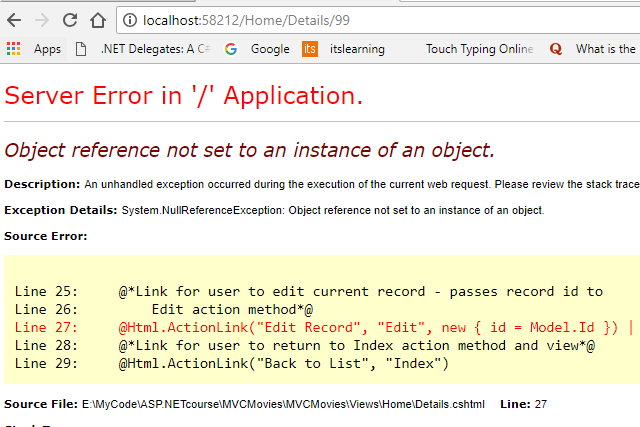 localhost:58212/Home/Details/99
Apps .NET Delegates: A C# Google its itslearning Touch Typing Online What is the
Server Error in '/' Application.
Object reference not set to an instance of an object.
Description: An unhandled exception occurred during the execution of the current web request. Please review the stack trace
Exception Details: System.NullReferenceException: Object reference not set to an instance of an object.
Source Error:
Line 25: @*Link for user to edit current record - passes record id to
Line 26: Edit action method*@
Line 27: @Html.ActionLink("Edit Record", "Edit", new { id = Model.Id }) |
Line 28: @*Link for user to return to Index action method and view*@
Line 29: @Html.ActionLink("Back to List", "Index")
Source File: E:\MyCode\ASP.NETcourse\MVCMovies\MVCMovies\Views\Home\Details.cshtml Line: 27